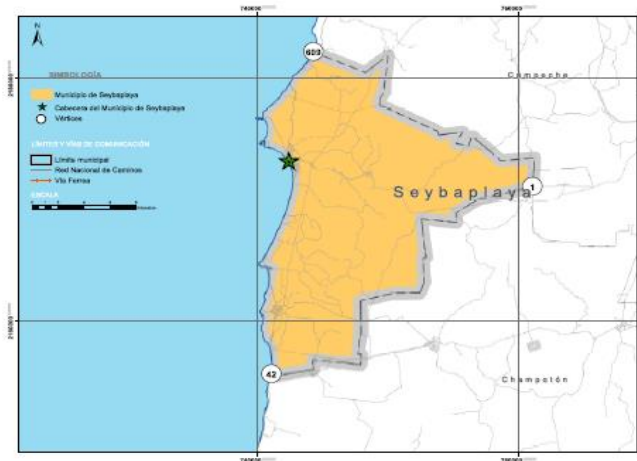 N
SIMBOLOGÍA
Municipio de Seybaplaya
Cabecera del Municipio de Seybaplaya
Vértices
LÍMITES Y VÍAS DE COMUNICACIÓN
Límite municipal
Red Nacional de Caminos
Vía Férrea
ESCALA
603
Campeche
Seybaplaya
1
42
Champotón